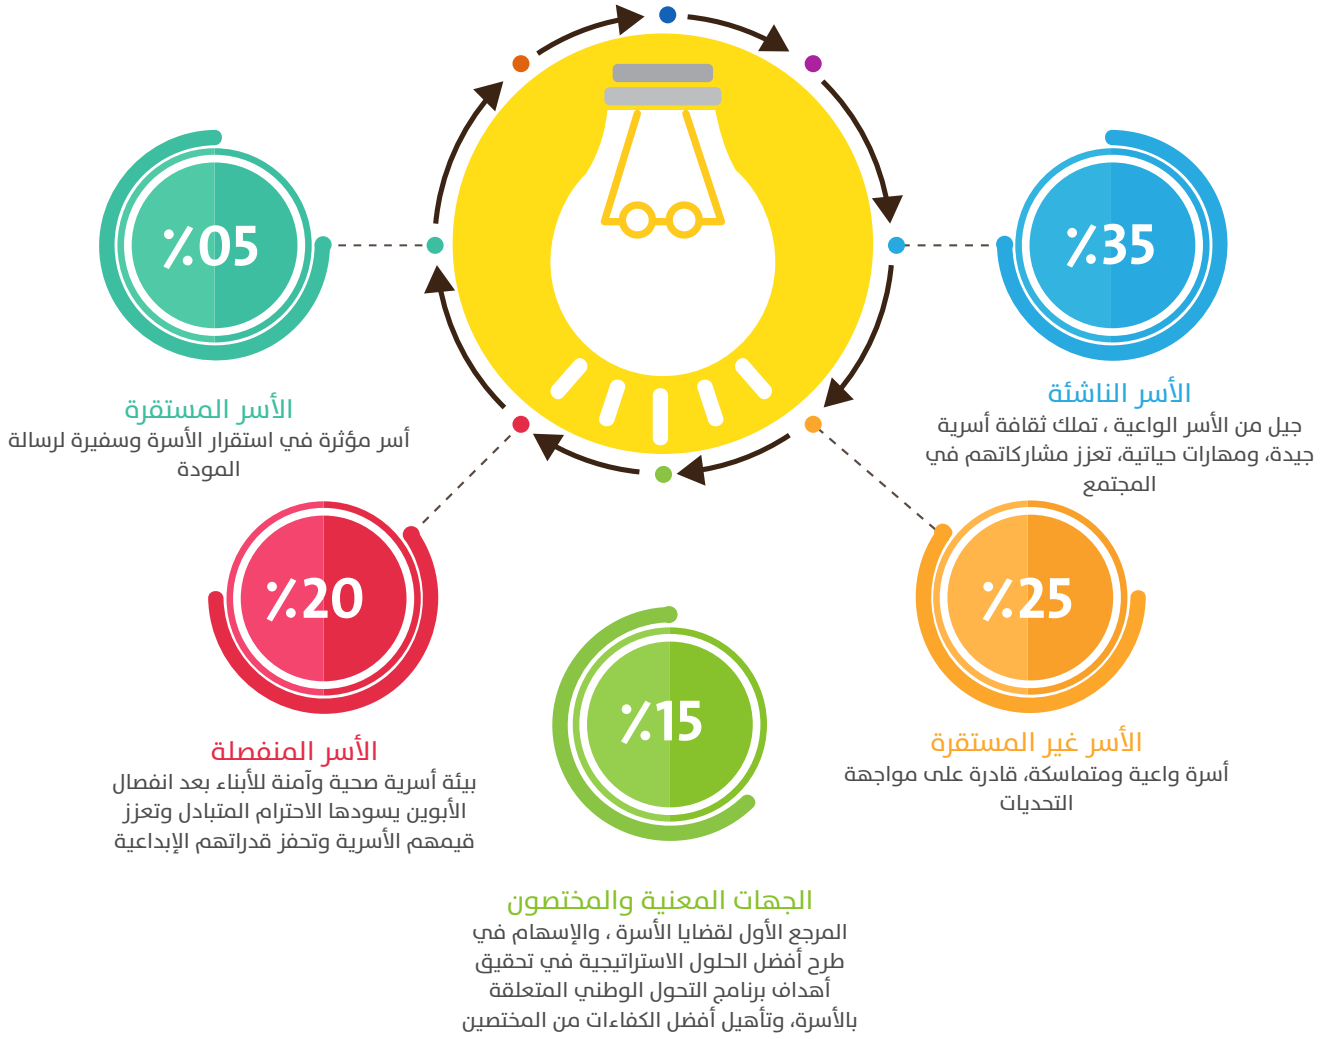 ٪35
الأسر الناشئة
جيل من الأسر الواعية ، تملك ثقافة أسرية
جيدة، ومهارات حياتية، تعزز مشاركاتهم في
المجتمع
٪25
الأسر غير المستقرة
أسرة واعية ومتماسكة، قادرة على مواجهة
التحديات
٪15
الجهات المعنية والمختصون
المرجع الأول لقضايا الأسرة ، والإسهام في
طرح أفضل الحلول الاستراتيجية في تحقيق
أهداف برنامج التحول الوطني المتعلقة
بالأسرة، وتأهيل أفضل الكفاءات من المختصين
٪20
الأسر المنفصلة
بيئة أسرية صحية وآمنة للأبناء بعد انفصال
الأبوين يسودها الاحترام المتبادل وتعزز
قيمهم الأسرية وتحفز قدراتهم الإبداعية
٪05
الأسر المستقرة
أسر مؤثرة في استقرار الأسرة وسفيرة لرسالة
المودة